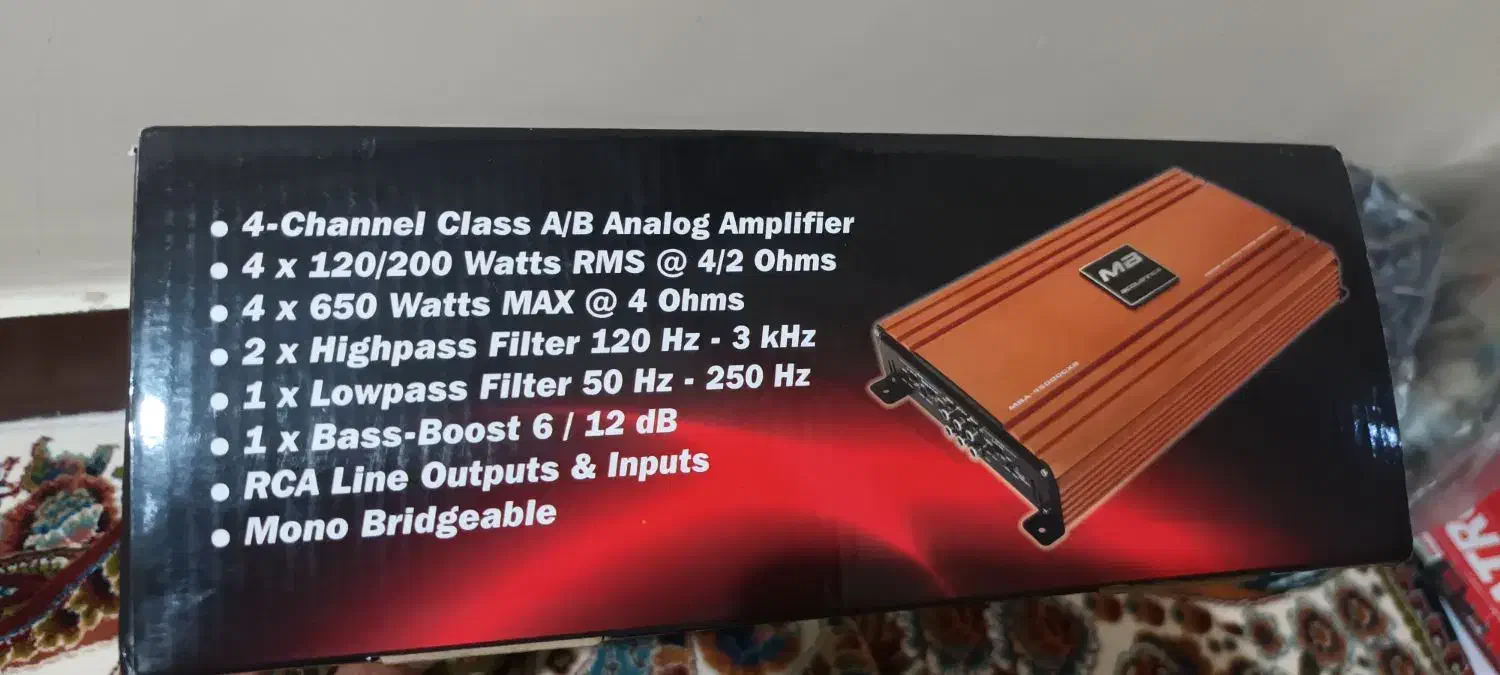 • 4-Channel Class A/B Analog Amplifier
• 4 x 120/200 Watts RMS @ 4/2 Ohms
• 4 x 650 Watts MAX @ 4 Ohms
• 2 x Highpass Filter 120 Hz - 3 kHz
• 1 x Lowpass Filter 50 Hz - 250 Hz
• 1 x Bass-Boost 6 / 12 dB
• RCA Line Outputs & Inputs
• Mono Bridgeable
MB
ACOUSTICS
TR